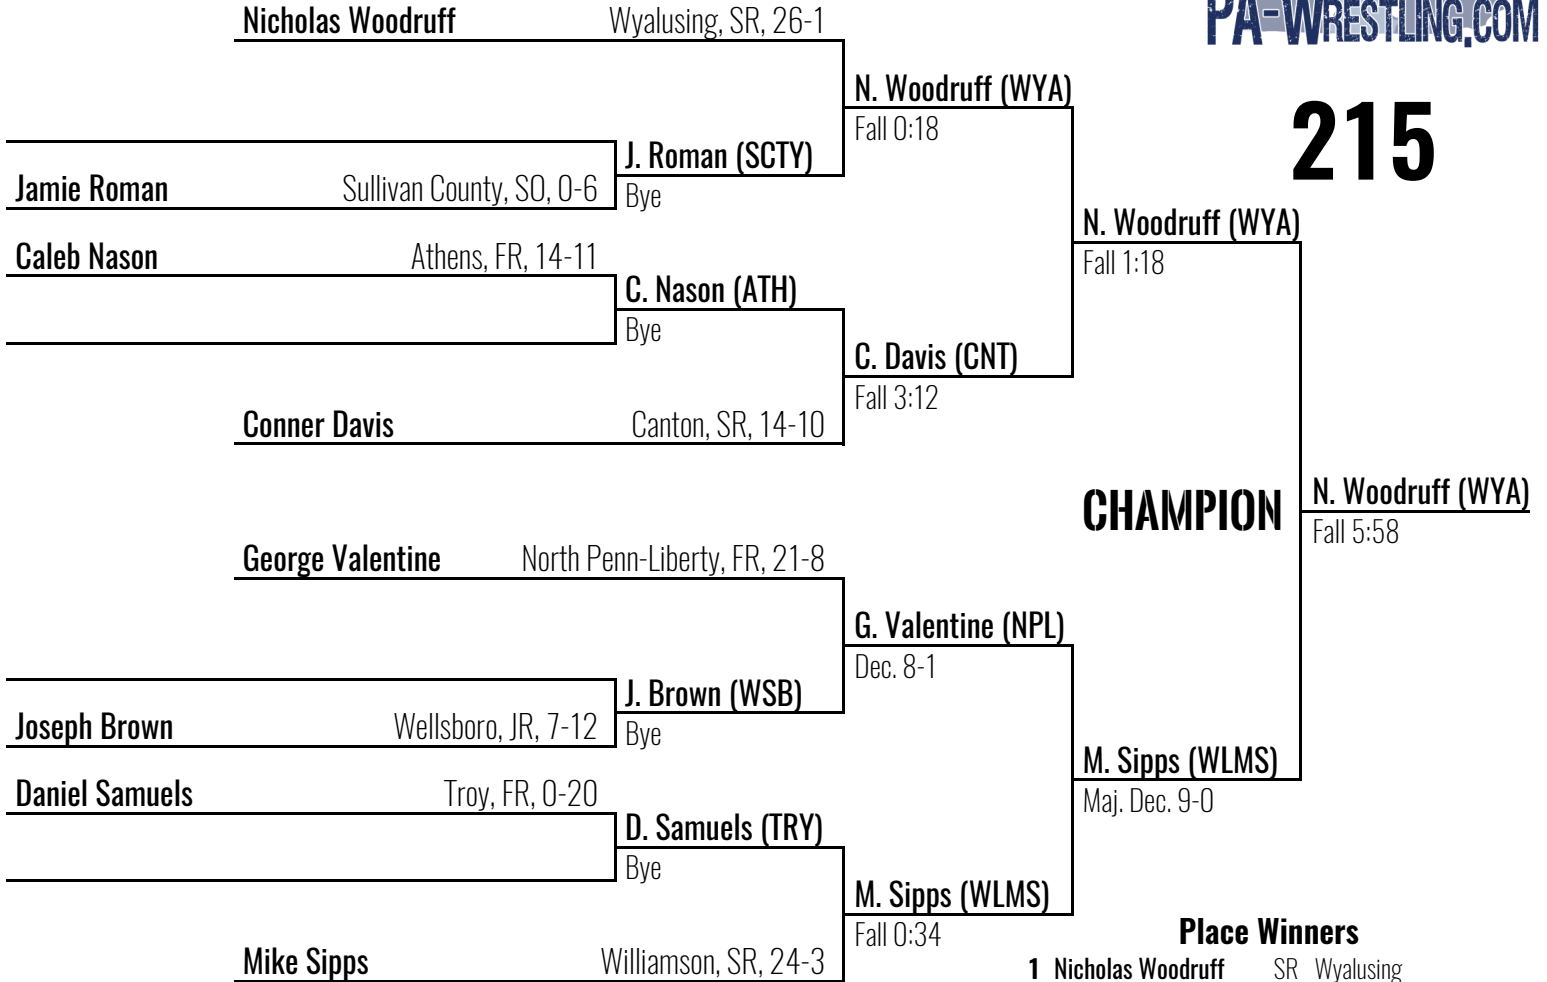 Nicholas Woodruff Wyalusing, SR, 26-1
PA-WRESTLING.COM
N. Woodruff (WYA)
Fall 0:18
215
J. Roman (SCTY)
Jamie Roman Sullivan County, SO, 0-6
Bye
N. Woodruff (WYA)
Fall 1:18
Caleb Nason Athens, FR, 14-11
C. Nason (ATH)
Bye
C. Davis (CNT)
Fall 3:12
Conner Davis Canton, SR, 14-10
CHAMPION
N. Woodruff (WYA)
Fall 5:58
George Valentine North Penn-Liberty, FR, 21-8
G. Valentine (NPL)
Dec. 8-1
J. Brown (WSB)
Joseph Brown Wellsboro, JR, 7-12
Bye
M. Sipps (WLMS)
Maj. Dec. 9-0
Daniel Samuels Troy, FR, 0-20
D. Samuels (TRY)
Bye
M. Sipps (WLMS)
Fall 0:34
Mike Sipps Williamson, SR, 24-3
Place Winners
1 Nicholas Woodruff SR Wyalusing